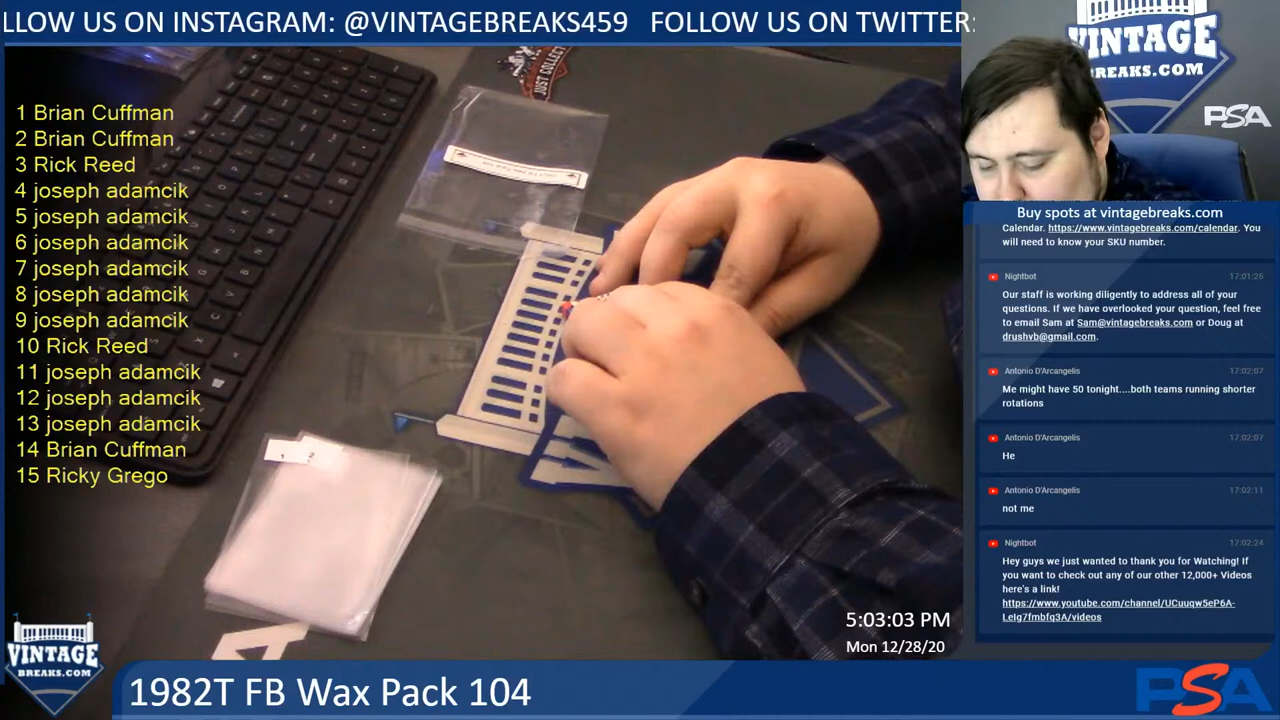 LLOW US ON INSTAGRAM: @VINTAGEBREAKS459 FOLLOW US ON TWITTER:
JUST COLLECT
VINTAGE
BREAKS.COM
PSA
1 Brian Cuffman
2 Brian Cuffman
3 Rick Reed
4 joseph adamcik
5 joseph adamcik
6 joseph adamcik
7 joseph adamcik
8 joseph adamcik
9 joseph adamcik
10 Rick Reed
11 joseph adamcik
12 joseph adamcik
13 joseph adamcik
14 Brian Cuffman
15 Ricky Grego
1
2
Buy spots at vintagebreaks.com
Calendar. https://www.vintagebreaks.com/calendar. You
will need to know your SKU number.
Nightbot 17:01:26
Our staff is working diligently to address all of your
questions. If we have overlooked your question, feel free
to email Sam at Sam@vintagebreaks.com or Doug at
drushvb@gmail.com.
Antonio D'Arcangelis 17:02:07
Me might have 50 tonight....both teams running shorter
rotations
Antonio D'Arcangelis 17:02:07
He
Antonio D'Arcangelis 17:02:11
not me
Nightbot 17:02:24
Hey guys we just wanted to thank you for Watching! If
you want to check out any of our other 12,000+ Videos
here's a link!
https://www.youtube.com/channel/UCuuqw5eP6A-
LeIg7fmbfq3A/videos
5:03:03 PM
Mon 12/28/20
VINTAGE
BREAKS.COM
1982T FB Wax Pack 104
PSA